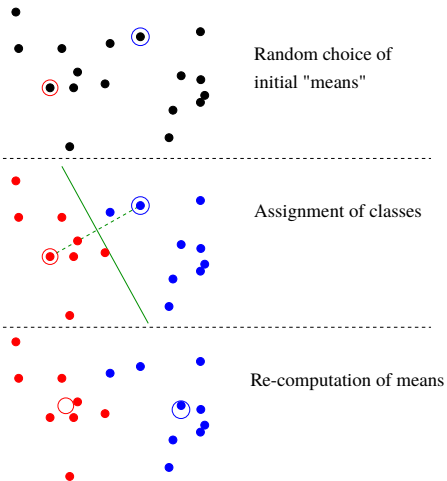 Random choice of
initial "means"
Assignment of classes
Re-computation of means